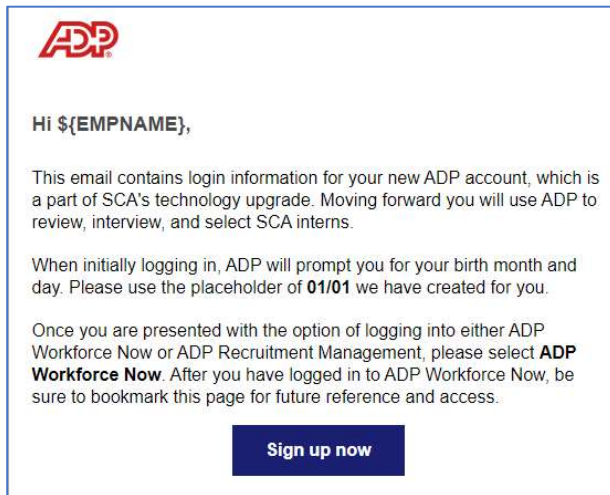 ADP
Hi ${EMPNAME},
This email contains login information for your new ADP account, which is
a part of SCA's technology upgrade. Moving forward you will use ADP to
review, interview, and select SCA interns.
When initially logging in, ADP will prompt you for your birth month and
day. Please use the placeholder of 01/01 we have created for you.
Once you are presented with the option of logging into either ADP
Workforce Now or ADP Recruitment Management, please select ADP
Workforce Now. After you have logged in to ADP Workforce Now, be
sure to bookmark this page for future reference and access.
Sign up now